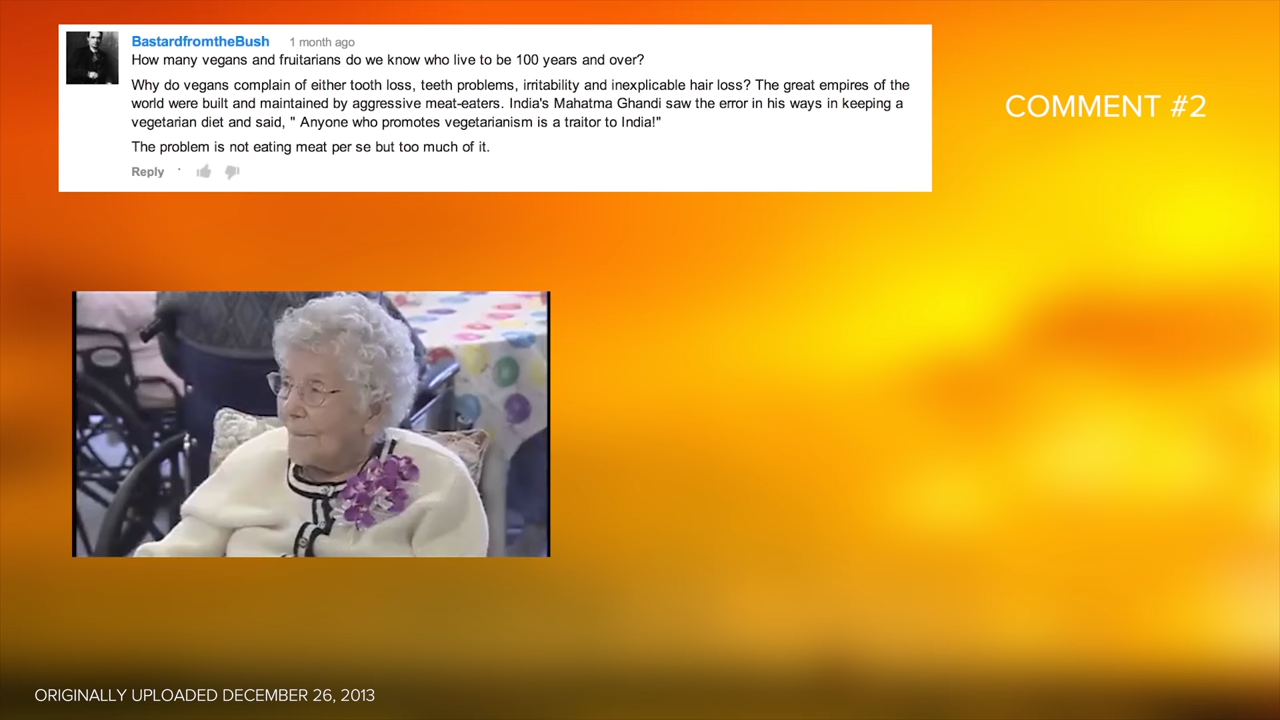 BastardfromtheBush 1 month ago
How many vegans and fruitarians do we know who live to be 100 years and over?
Why do vegans complain of either tooth loss, teeth problems, irritability and inexplicable hair loss? The great empires of the
world were built and maintained by aggressive meat-eaters. India's Mahatma Ghandi saw the error in his ways in keeping a
vegetarian diet and said, " Anyone who promotes vegetarianism is a traitor to India!"
The problem is not eating meat per se but too much of it.
Reply ·
COMMENT #2
ORIGINALLY UPLOADED DECEMBER 26, 2013